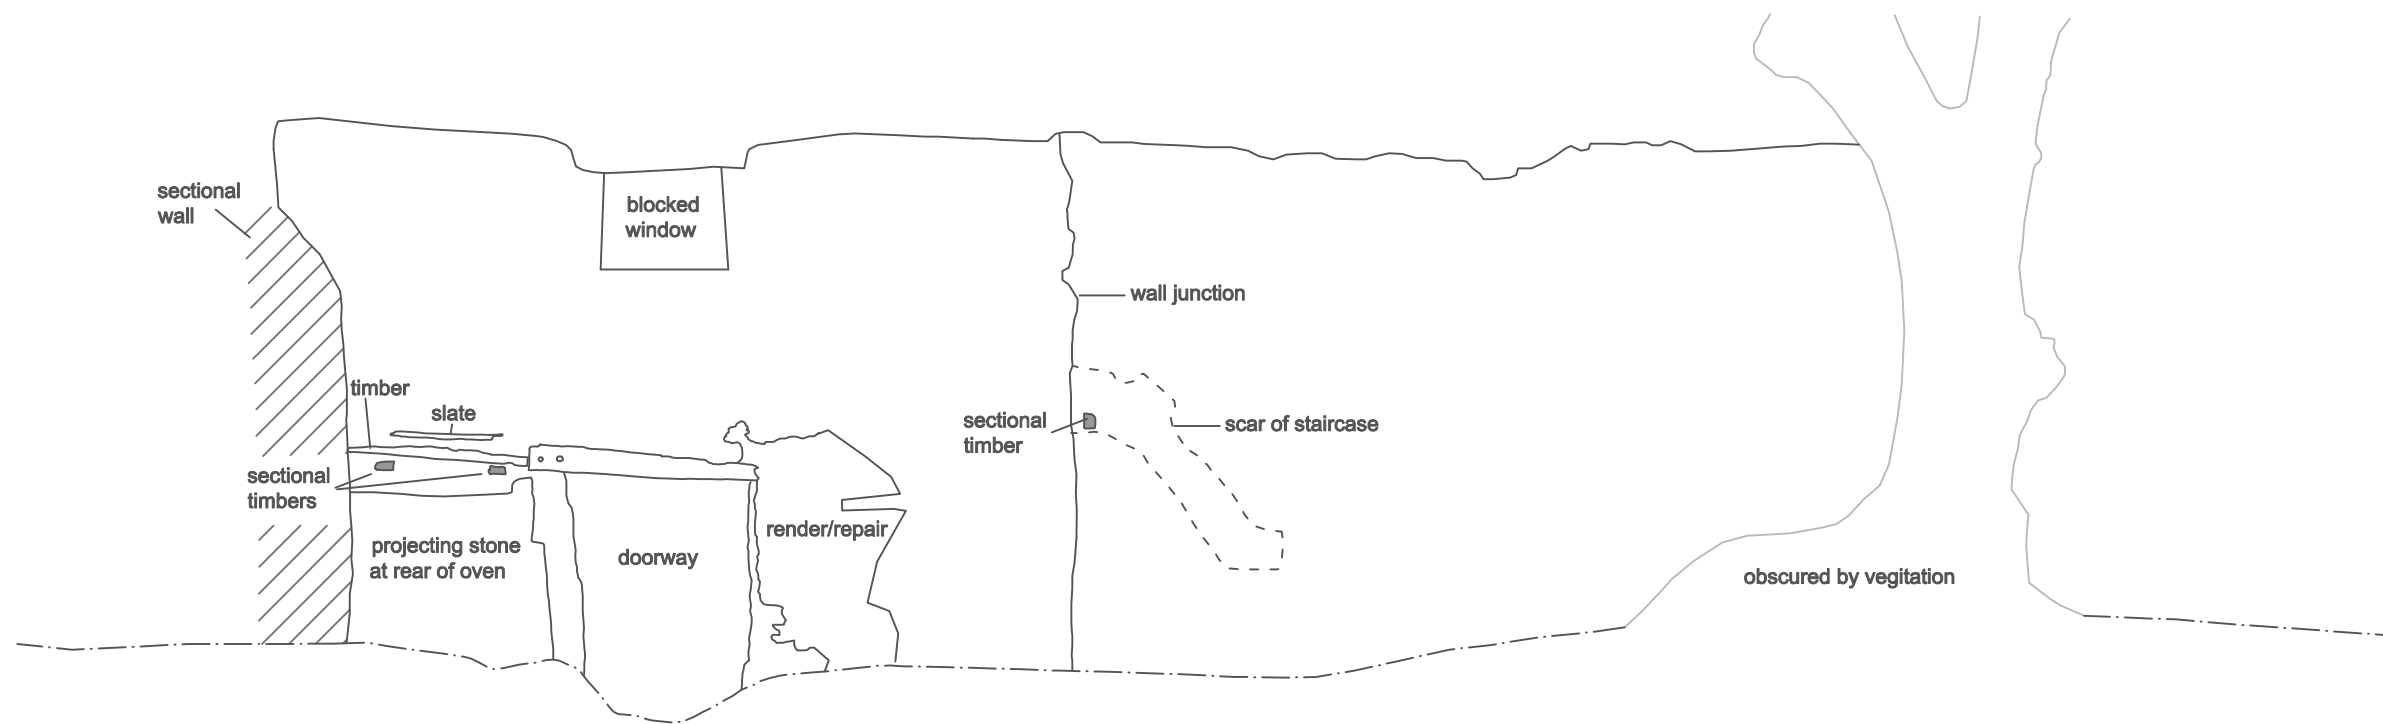 sectional
wall
blocked
window
wall junction
timber
slate
sectional
timber
scar of staircase
sectional
timbers
render/repair
projecting stone
at rear of oven
doorway
obscured by vegitation